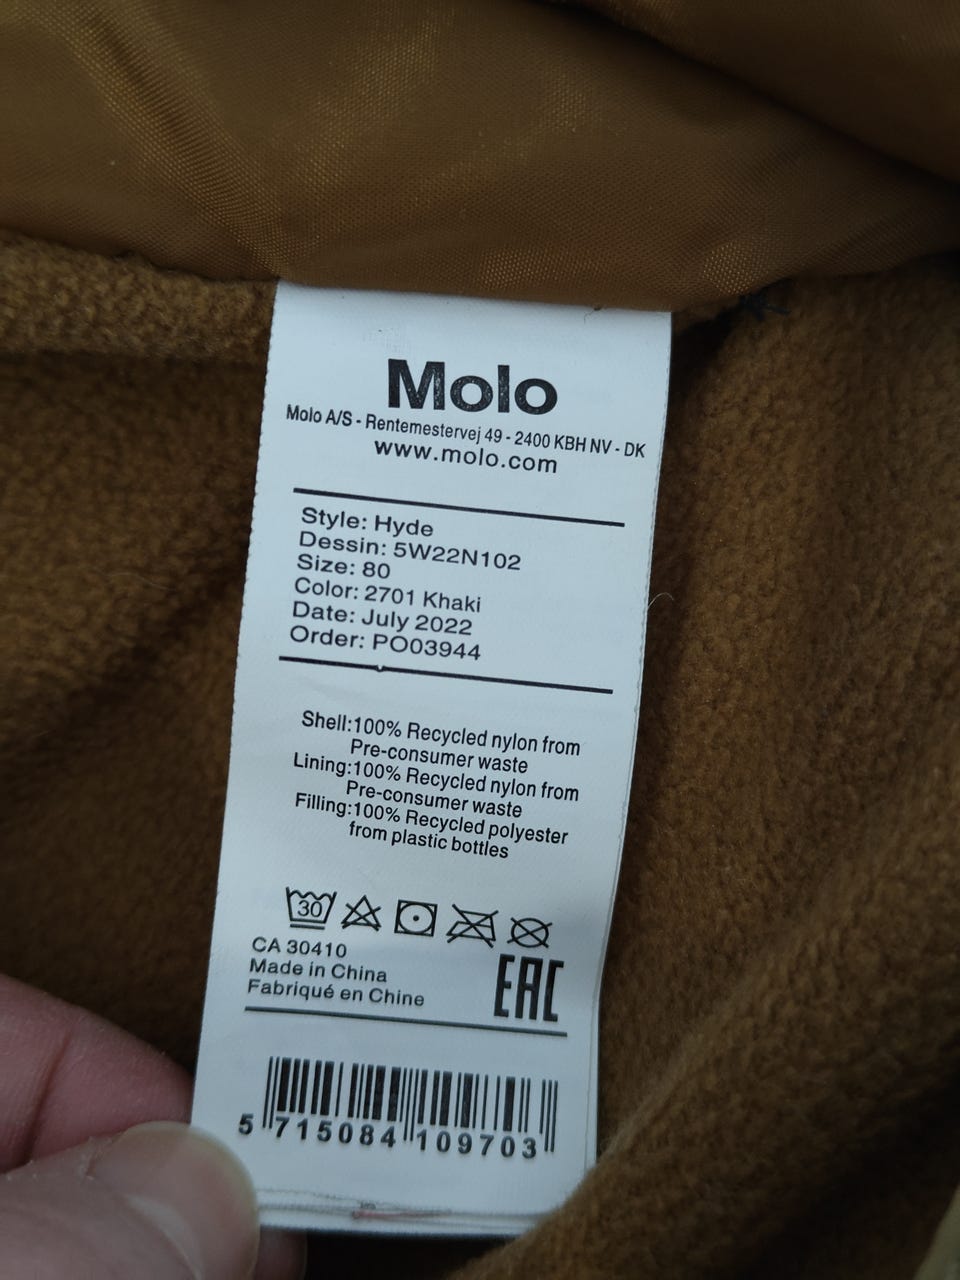 Molo
Molo A/S - Rentemestervej 49 - 2400 KBH NV - DK
www.molo.com
Style: Hyde
Dessin: 5W22N102
Size: 80
Color: 2701 Khaki
Date: July 2022
Order: PO03944
Shell:100% Recycled nylon from
Pre-consumer waste
Lining:100% Recycled nylon from
Pre-consumer waste
Filling:100% Recycled polyester
from plastic bottles
30
CA 30410
Made in China
Fabriqué en Chine
EAC
5 715084 109703